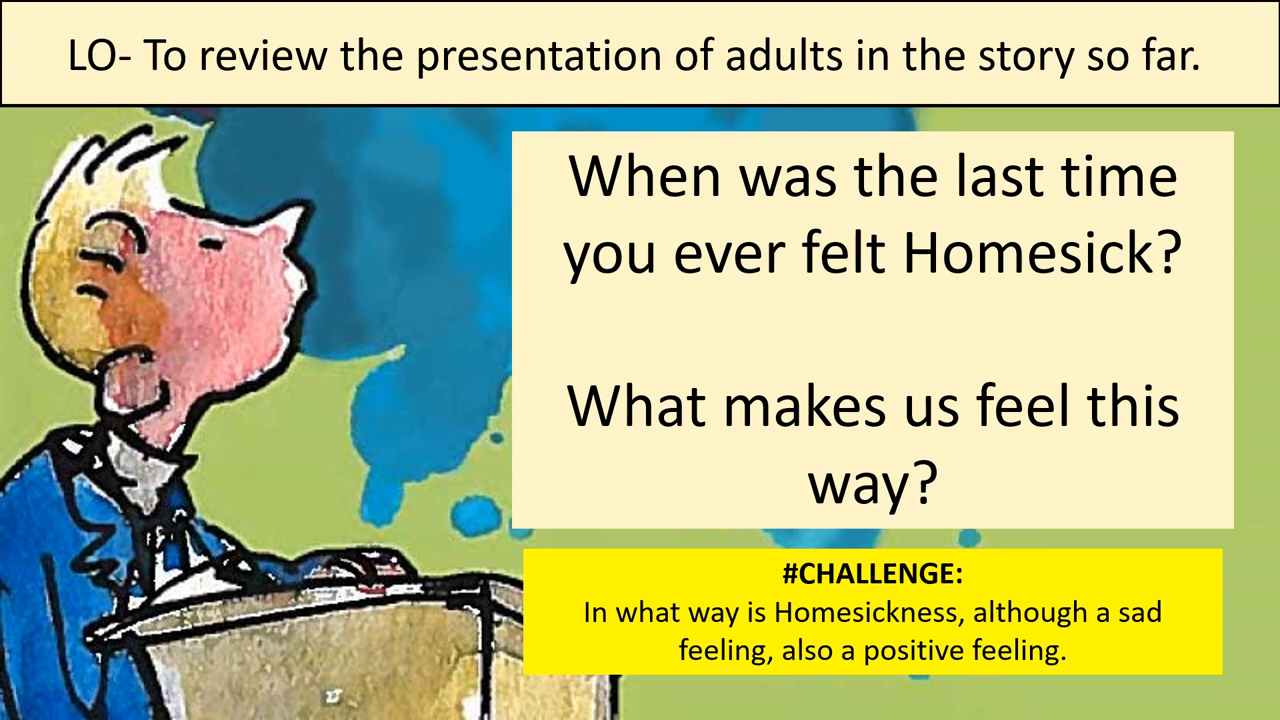 LO- To review the presentation of adults in the story so far.
When was the last time
you ever felt Homesick?
What makes us feel this
way?
#CHALLENGE:
In what way is Homesickness, although a sad
feeling, also a positive feeling.